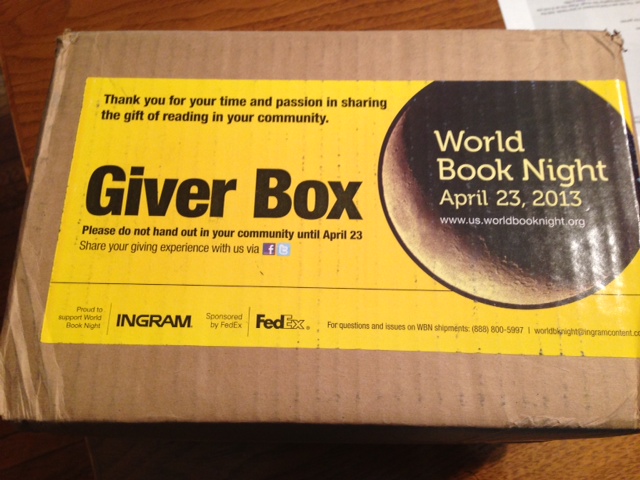 Thank you for your time and passion in sharing
the gift of reading in your community.
World
Book Night
April 23, 2013
www.us.worldbooknight.org
Giver Box
Please do not hand out in your community until April 23
Share your giving experience with us via
Proud to
support World
Book Night
INGRAM
Sponsored
by FedEx
FedEx
For questions and issues on WBN shipments: (888) 800-5997 | worldbknight@ingramcontent.co